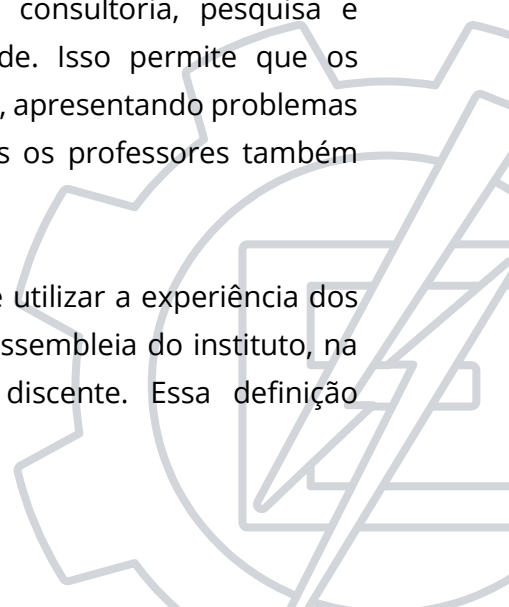 consultoria, pesquisa e
de. Isso permite que os
, apresentando problemas
s os professores também
e utilizar a experiência dos
ssembleia do instituto, na
discente. Essa definição